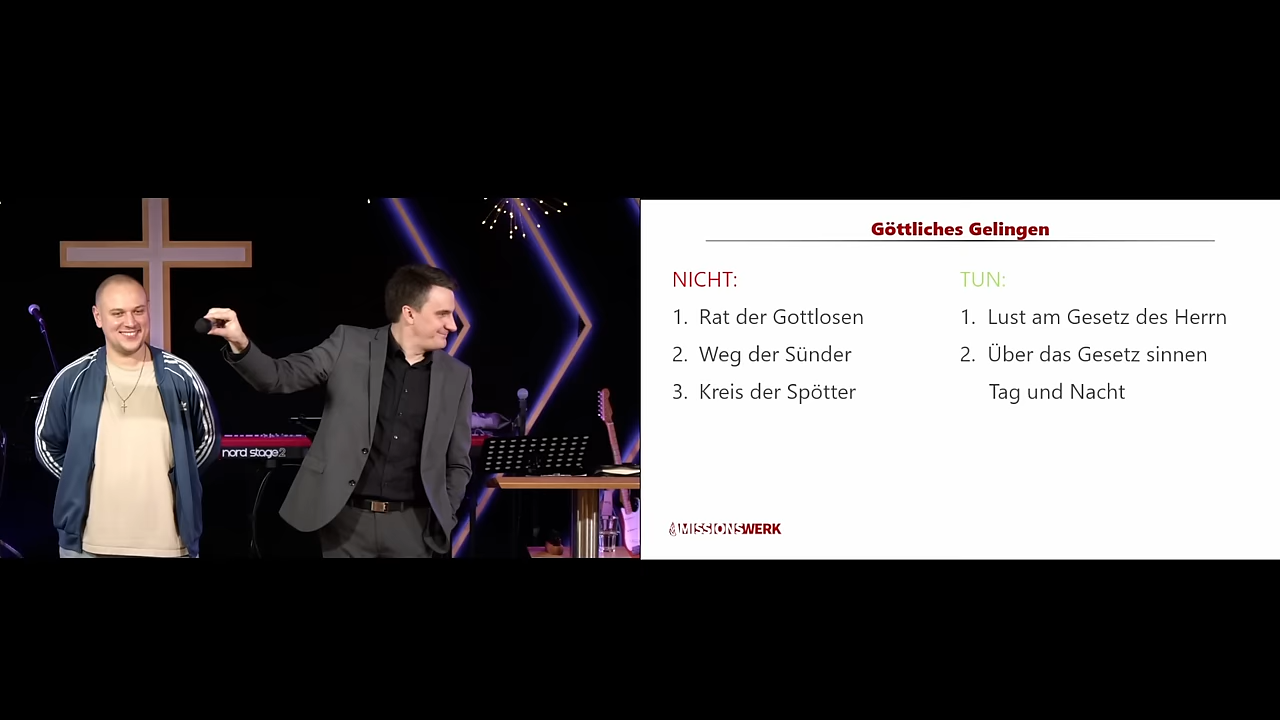 Göttliches Gelingen
NICHT:
1. Rat der Gottlosen
2. Weg der Sünder
3. Kreis der Spötter
TUN:
1. Lust am Gesetz des Herrn
2. Über das Gesetz sinnen
Tag und Nacht
MISSIONSWERK
nord stage 2